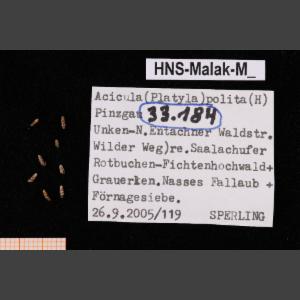 HNS-Malak-M_
Acicula(Platyla)polita(H)
Pinzgau 33.184
Unken-N.Entachner Waldstr.
Wilder Weg)re.Saalachufer
Rotbuchen-Fichtenhochwald+
Grauerlen.Nasses Fallaub +
Förnagesiebe.
26.9.2005/119 SPERLING